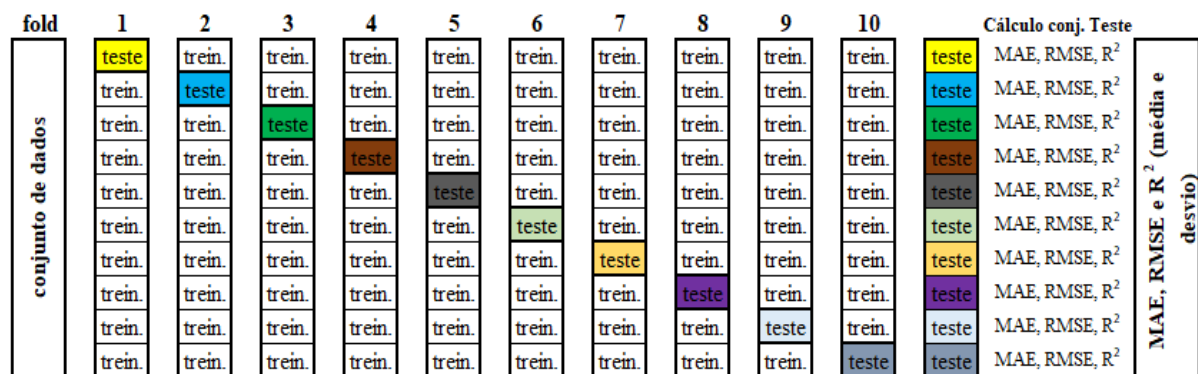 fold 1 2 3 4 5 6 7 8 9 10 Cálculo conj. Teste
teste trein. trein. trein. trein. trein. trein. trein. trein. trein. teste MAE, RMSE, R²
trein. teste trein. trein. trein. trein. trein. trein. trein. trein. teste MAE, RMSE, R²
trein. trein. teste trein. trein. trein. trein. trein. trein. trein. teste MAE, RMSE, R²
trein. trein. trein. teste trein. trein. trein. trein. trein. trein. teste MAE, RMSE, R²
trein. trein. trein. trein. teste trein. trein. trein. trein. trein. teste MAE, RMSE, R²
trein. trein. trein. trein. trein. teste trein. trein. trein. trein. teste MAE, RMSE, R²
trein. trein. trein. trein. trein. trein. teste trein. trein. trein. teste MAE, RMSE, R²
trein. trein. trein. trein. trein. trein. trein. teste trein. trein. teste MAE, RMSE, R²
trein. trein. trein. trein. trein. trein. trein. trein. teste trein. teste MAE, RMSE, R²
trein. trein. trein. trein. trein. trein. trein. trein. trein. teste teste MAE, RMSE, R²
conjunto de dados
MAE, RMSE e R² (média e
desvio)